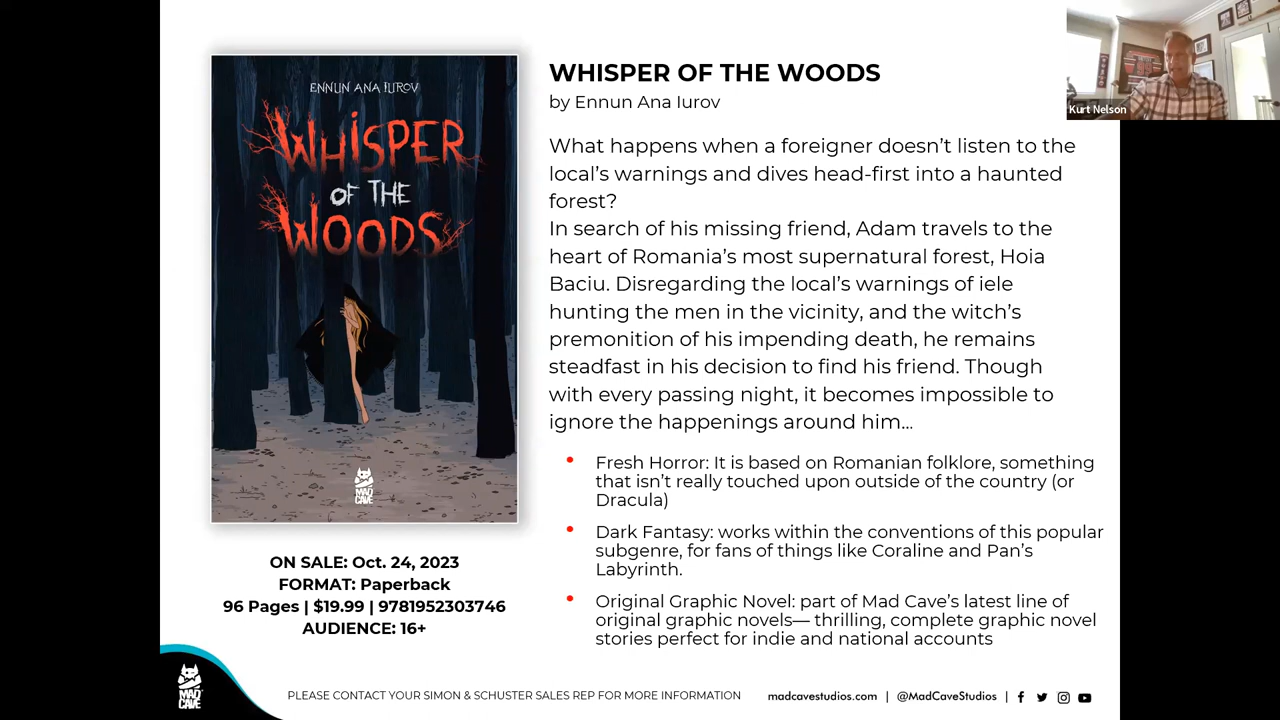 ENNUN ANA IUROV
WHISPER
OF THE
WOODS
MAD
CAVE
ON SALE: Oct. 24, 2023
FORMAT: Paperback
96 Pages | $19.99 | 9781952303746
AUDIENCE: 16+
WHISPER OF THE WOODS
by Ennun Ana Iurov
What happens when a foreigner doesn’t listen to the
local’s warnings and dives head-first into a haunted
forest?
In search of his missing friend, Adam travels to the
heart of Romania’s most supernatural forest, Hoia
Baciu. Disregarding the local’s warnings of iele
hunting the men in the vicinity, and the witch’s
premonition of his impending death, he remains
steadfast in his decision to find his friend. Though
with every passing night, it becomes impossible to
ignore the happenings around him...
• Fresh Horror: It is based on Romanian folklore, something
that isn’t really touched upon outside of the country (or
Dracula)
• Dark Fantasy: works within the conventions of this popular
subgenre, for fans of things like Coraline and Pan’s
Labyrinth.
• Original Graphic Novel: part of Mad Cave’s latest line of
original graphic novels— thrilling, complete graphic novel
stories perfect for indie and national accounts
Kurt Nelson
MAD
CAVE
PLEASE CONTACT YOUR SIMON & SCHUSTER SALES REP FOR MORE INFORMATION
madcavestudios.com | @MadCaveStudios |